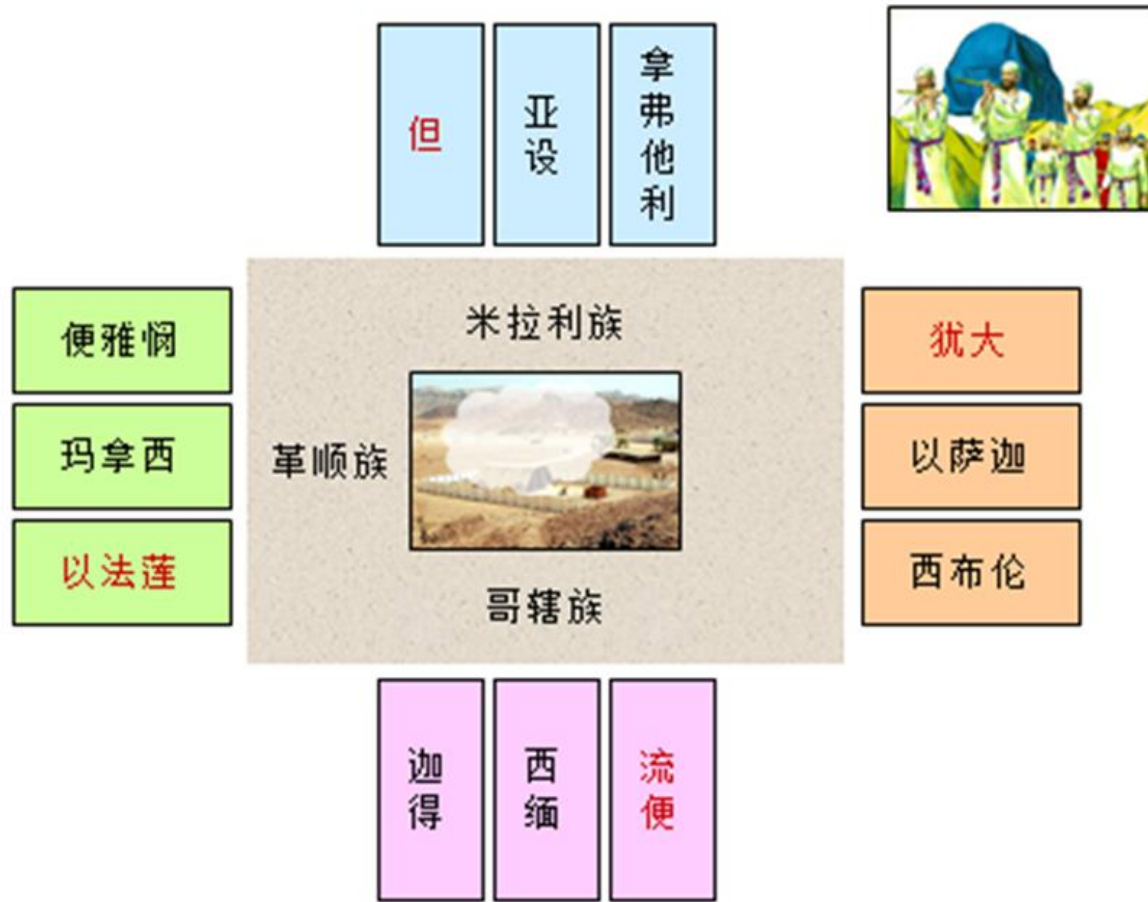 但
亚设
拿弗他利
便雅悯
米拉利族
犹大
玛拿西
革顺族
以萨迦
以法莲
哥辖族
西布伦
迦得
西缅
流便